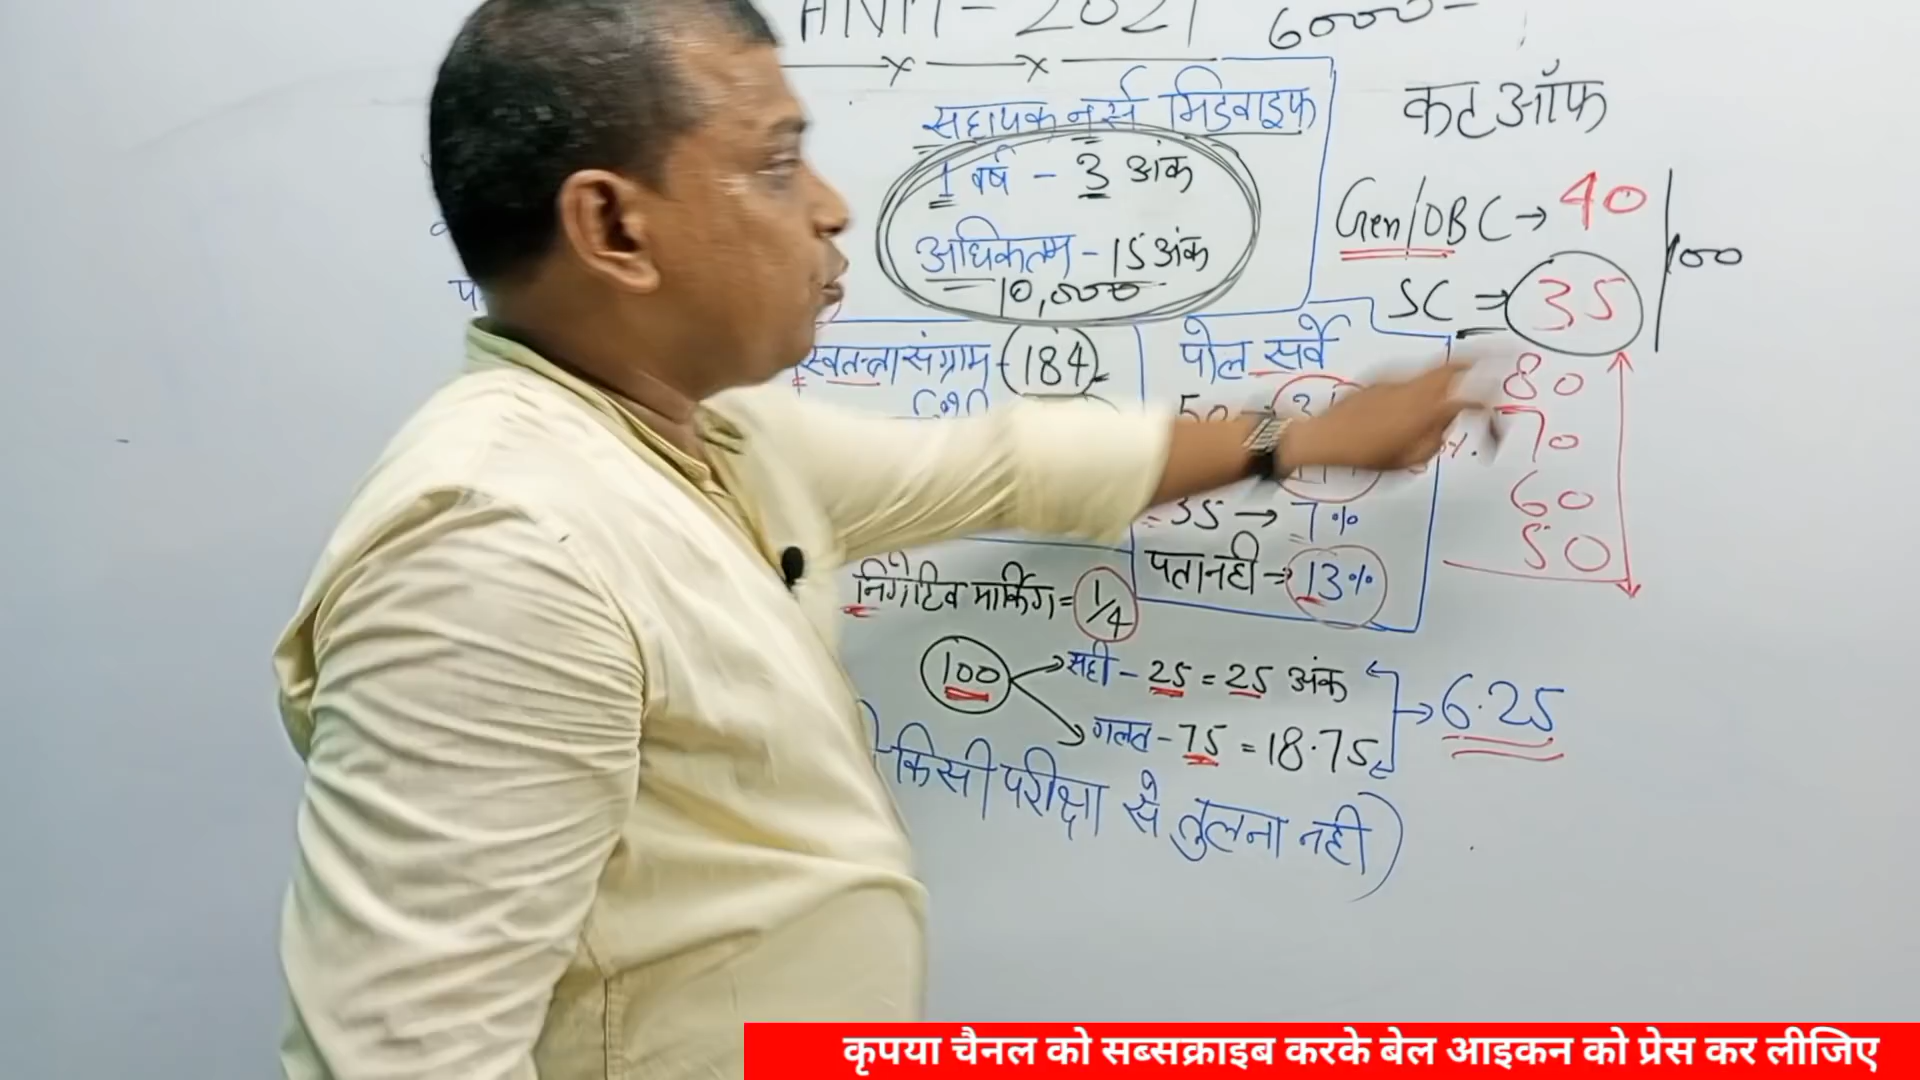 ANM - 2021
6000-
सहायक नर्स मिडवाइफ
1 वर्ष - 3 अंक
अधिकतम - 15 अंक
10,000
कट ऑफ
Gen/OBC → 40
SC ⇒ 35
100
80
70
60
50
स्वतन्त्रता संग्राम - 184
पोल सर्वे
50
35 → 7%
पता नही → 13%
निगेटिव मार्किंग = 1/4
100
सही - 25 = 25 अंक
गलत - 75 = 18.75
→ 6.25
किसी परीक्षा से तुलना नही)
कृपया चैनल को सब्सक्राइब करके बेल आइकन को प्रेस कर लीजिए